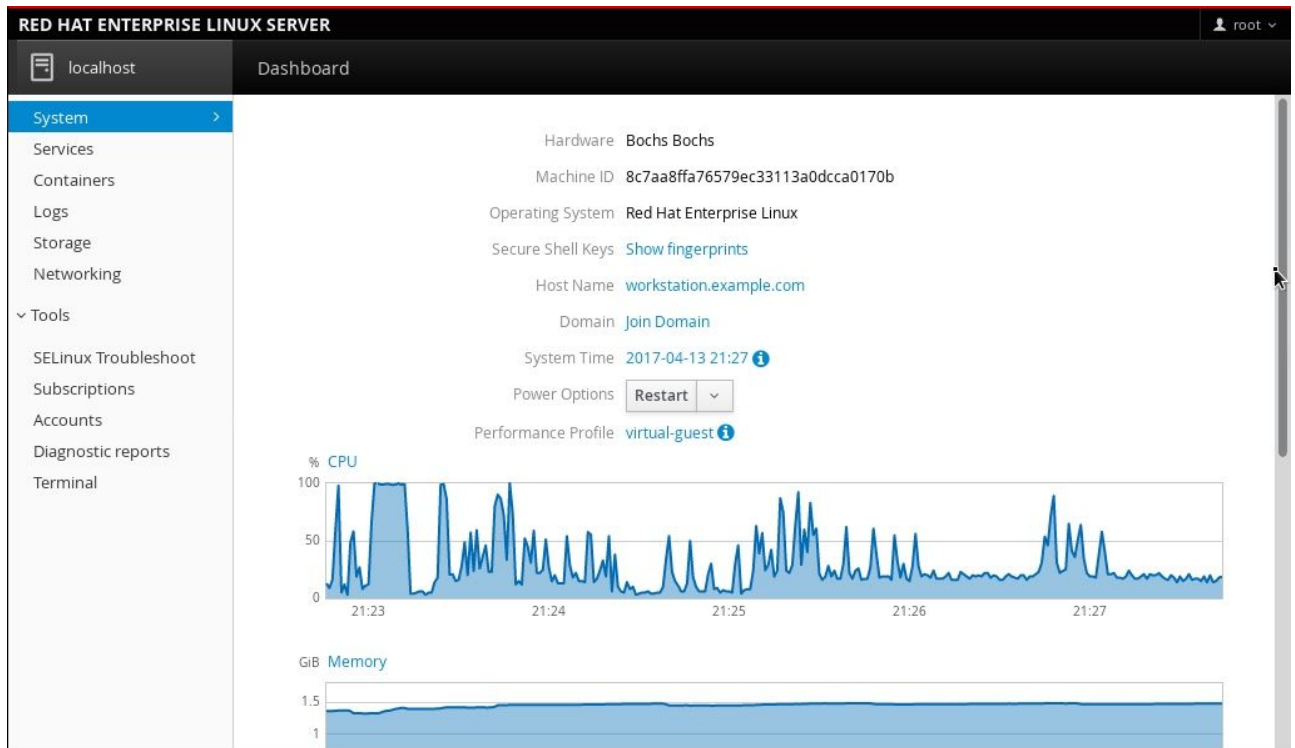 RED HAT ENTERPRISE LINUX SERVER
root
localhost
Dashboard
System
Services
Containers
Logs
Storage
Networking
Tools
SELinux Troubleshoot
Subscriptions
Accounts
Diagnostic reports
Terminal
Hardware Bochs Bochs
Machine ID 8c7aa8ffa76579ec33113a0dcca0170b
Operating System Red Hat Enterprise Linux
Secure Shell Keys Show fingerprints
Host Name workstation.example.com
Domain Join Domain
System Time 2017-04-13 21:27
Power Options Restart
Performance Profile virtual-guest
% CPU
100
50
0
21:23 21:24 21:25 21:26 21:27
GiB Memory
1.5
1